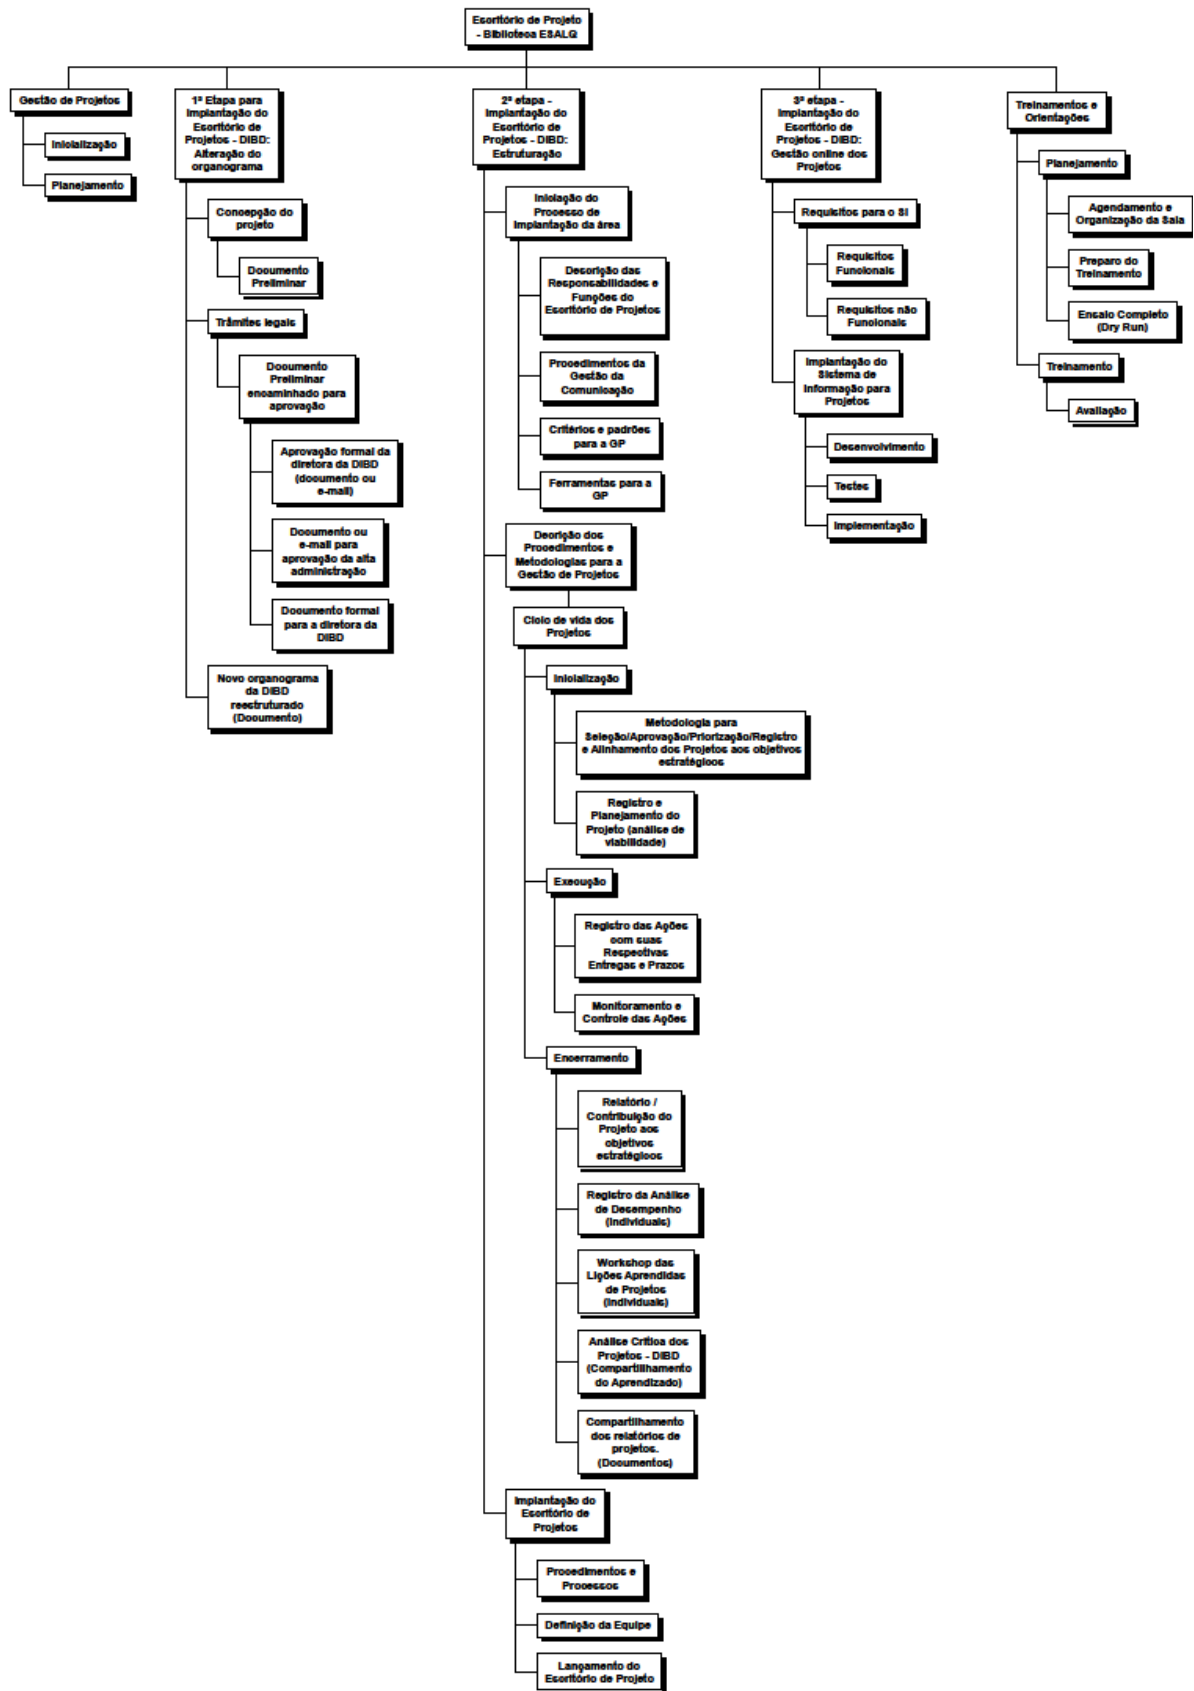 Escritório de Projeto
- Biblioteca ESALQ
Gestão de Projetos
Inicialização
Planejamento
1ª Etapa para
Implantação do
Escritório de
Projetos - DIBD:
Alteração do
organograma
Concepção do
projeto
Documento
Preliminar
Trâmites legais
Documento
Preliminar
encaminhado para
aprovação
Aprovação formal da
diretora da DIBD
(documento ou
e-mail)
Documento ou
e-mail para
aprovação da alta
administração
Documento formal
para a diretora da
DIBD
Novo organograma
da DIBD
reestruturado
(Documento)
2ª etapa -
Implantação do
Escritório de
Projetos - DIBD:
Estruturação
Iniciação do
Processo de
Implantação da área
Descrição das
Responsabilidades e
Funções do
Escritório de Projetos
Procedimentos da
Gestão da
Comunicação
Critérios e padrões
para a GP
Ferramentas para a
GP
Decrição dos
Procedimentos e
Metodologias para a
Gestão de Projetos
Ciclo de vida dos
Projetos
Inicialização
Metodologia para
Seleção/Aprovação/Priorização/Registro
e Alinhamento dos Projetos aos objetivos
estratégicos
Registro e
Planejamento do
Projeto (análise de
viabilidade)
Execução
Registro das Ações
com suas
Respectivas
Entregas e Prazos
Monitoramento e
Controle das Ações
Encerramento
Relatório /
Contribuição do
Projeto aos
objetivos
estratégicos
Registro da Análise
de Desempenho
(Individuais)
Workshop das
Lições Aprendidas
de Projetos
(Individuais)
Análise Crítica dos
Projetos - DIBD
(Compartilhamento
do Aprendizado)
Compartilhamento
dos relatórios de
projetos.
(Documentos)
Implantação do
Escritório de
Projetos
Procedimentos e
Processos
Definição da Equipe
Lançamento do
Escritório de Projeto
3ª etapa -
Implantação do
Escritório de
Projetos - DIBD:
Gestão online dos
Projetos
Requisitos para o SI
Requisitos
Funcionais
Requisitos não
Funcionais
Implantação do
Sistema de
Informação para
Projetos
Desenvolvimento
Testes
Implementação
Treinamentos e
Orientações
Planejamento
Agendamento e
Organização da Sala
Preparo do
Treinamento
Ensaio Completo
(Dry Run)
Treinamento
Avaliação